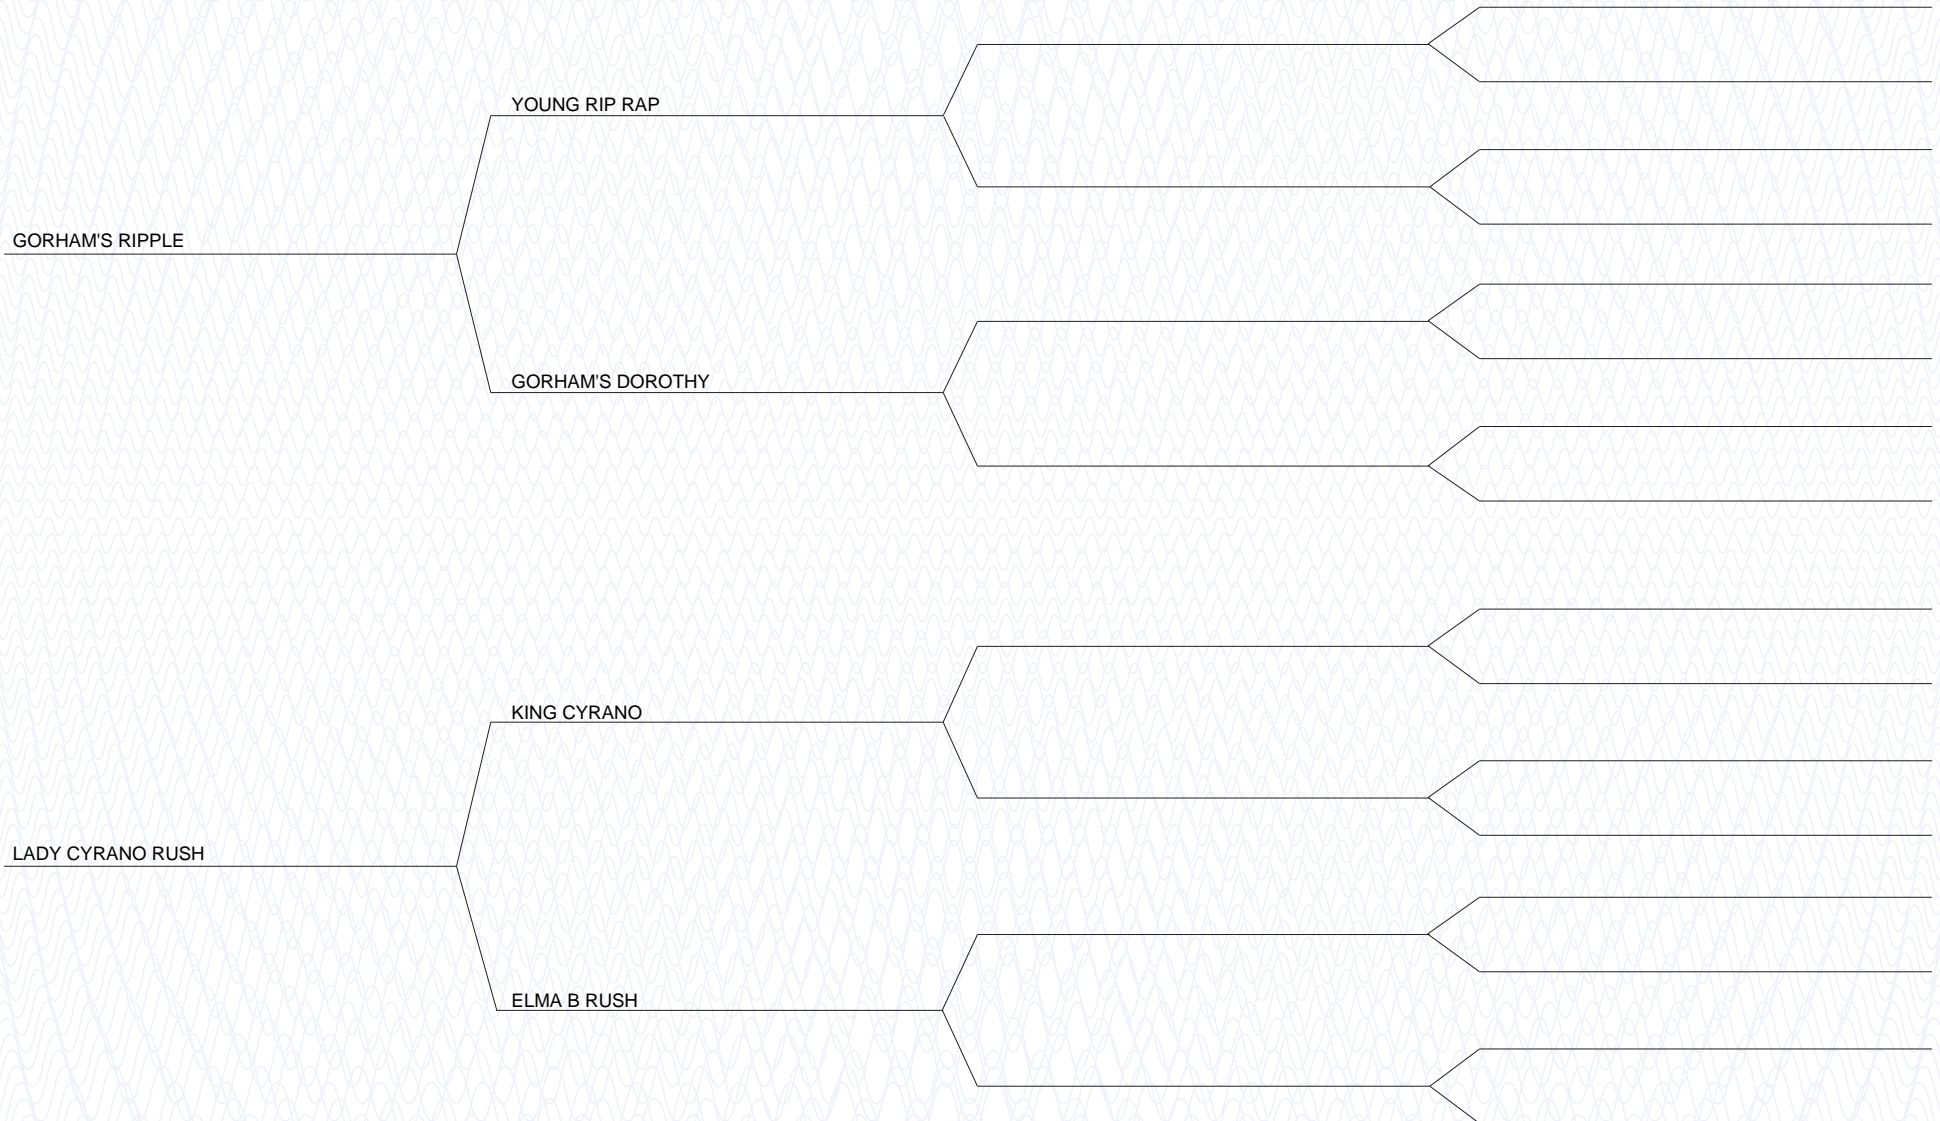 YOUNG RIP RAP
GORHAM'S RIPPLE
GORHAM'S DOROTHY
KING CYRANO
LADY CYRANO RUSH
ELMA B RUSH